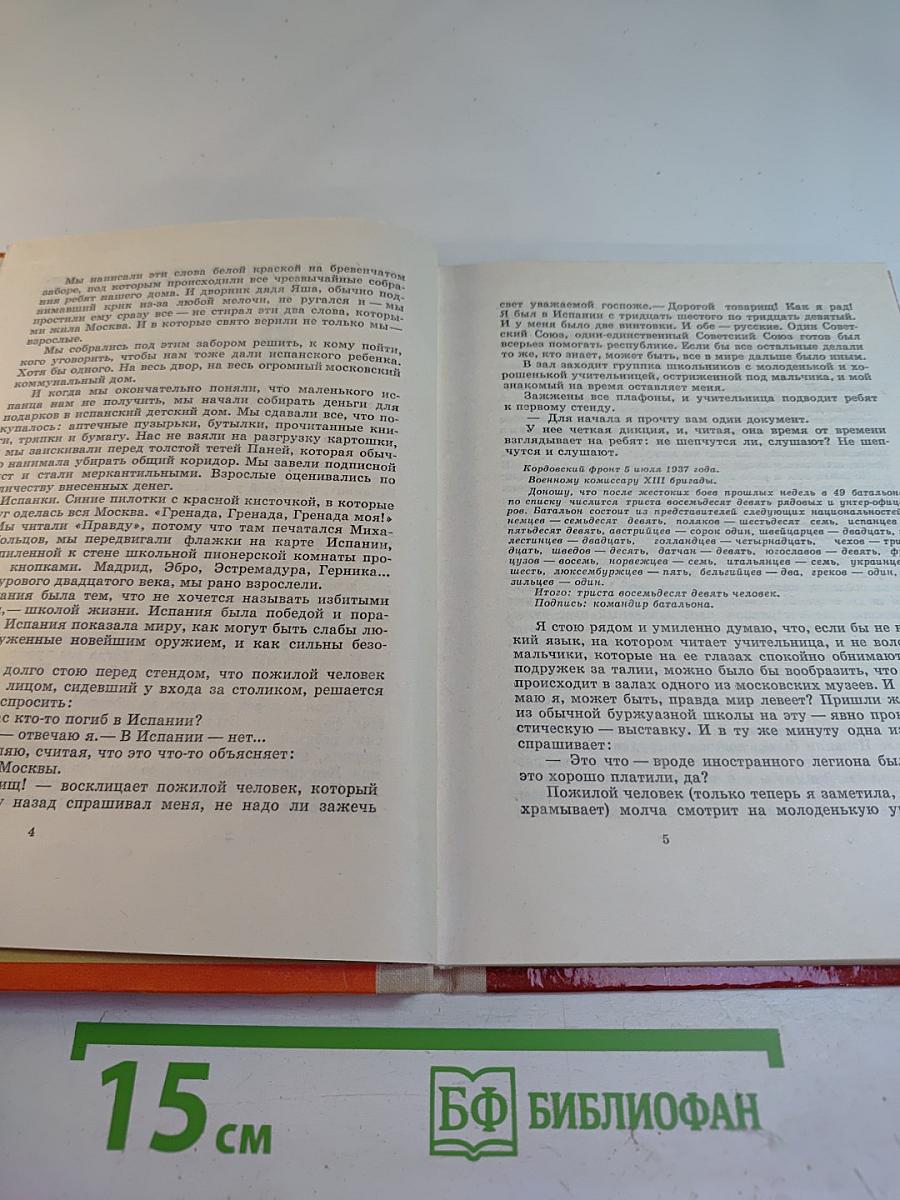 Мы написали эти слова белой краской на бревенчатом
заборе, под которым происходили все чрезвычайные собра-
ния ребят нашего дома. И дворник дядя Яша, обычно под-
нимавший крик из-за любой мелочи, не ругался и — мы
простили ему сразу все — не стирал эти два слова, которы-
ми жила Москва. И в которые свято верили не только мы —
взрослые.
Мы собрались под этим забором решить, к кому пойти,
кого уговорить, чтобы нам тоже дали испанского ребенка.
Хотя бы одного. На весь двор, на весь огромный московский
коммунальный дом.
И когда мы окончательно поняли, что маленького ис-
панца нам не получить, мы начали собирать деньги для
подарков в испанский детский дом. Мы сдавали все, что по-
купалось: аптечные пузырьки, бутылки, прочитанные кни-
ги, тряпки и бумагу. Нас не взяли на разгрузку картошки,
мы заискивали перед толстой тетей Паней, которая обыч-
о нанимала убирать общий коридор. Мы завели подписной
ст и стали меркантильными. Взрослые оценивались по
личеству внесенных денег.
Испанки. Синие пилотки с красной кисточкой, в которые
уг оделась вся Москва. «Гренада, Гренада, Гренада моя!»
Мы читали «Правду», потому что там печатался Миха-
ольцов, мы передвигали флажки на карте Испании,
пиленной к стене школьной пионерской комнаты про-
кнопками. Мадрид, Эбро, Эстремадура, Герника...
урового двадцатого века, мы рано взрослели.
ания была тем, что не хочется называть избитыми
и, — школой жизни. Испания была победой и пора-
Испания показала миру, как могут быть слабы лю-
уженные новейшим оружием, и как сильны безо-
долго стою перед стендом, что пожилой человек
лицом, сидевший у входа за столиком, решается
спросить:
ас кто-то погиб в Испании?
— отвечаю я. — В Испании — нет...
ляю, считая, что это что-то объясняет:
Москвы.
ищ! — восклицает пожилой человек, который
у назад спрашивал меня, не надо ли зажечь
4
свет уважаемой госпоже. — Дорогой товарищ! Как я рад!
Я был в Испании с тридцать шестого по тридцать девятый.
И у меня было две винтовки. И обе — русские. Один Совет-
ский Союз, один-единственный Советский Союз готов был
всерьез помогать республике. Если бы все остальные делали
то же, кто знает, может быть, все в мире дальше было иным.
В зал заходит группка школьников с молоденькой и хо-
рошенькой учительницей, остриженной под мальчика, и мой
знакомый на время оставляет меня.
Зажжены все плафоны, и учительница подводит ребят
к первому стенду.
— Для начала я прочту вам один документ.
У нее четкая дикция, и, читая, она время от времени
взглядывает на ребят: не шепчутся ли, слушают? Не шеп-
чутся и слушают.
Кордовский фронт 5 июля 1937 года.
Военному комиссару XIII бригады.
Доношу, что после жестоких боев прошлых недель в 49 батальон
по списку числится триста восемьдесят девять рядовых и унтер-офиц
ров. Батальон состоит из представителей следующих национальносте
немцев — семьдесят девять, поляков — шестьдесят семь, испанцев
пятьдесят девять, австрийцев — сорок один, швейцарцев — двадцать,
лестинцев — двадцать, голландцев — четырнадцать, чехов — три
дцать, шведов — десять, датчан — девять, югославов — девять, ф
цузов — восемь, норвежцев — семь, итальянцев — семь, украинце
шесть, люксембуржцев — пять, бельгийцев — два, греков — один,
зильцев — один.
Итого: триста восемьдесят девять человек.
Подпись: командир батальона.
Я стою рядом и умиленно думаю, что, если бы не
кий язык, на котором читает учительница, и не воло
мальчики, которые на ее глазах спокойно обнимают
подружек за талии, можно было бы вообразить, что
происходит в залах одного из московских музеев. И
маю я, может быть, правда мир левеет? Пришли ж
из обычной буржуазной школы на эту — явно про
стическую — выставку. И в ту же минуту одна из
спрашивает:
— Это что — вроде иностранного легиона был
это хорошо платили, да?
Пожилой человек (только теперь я заметила,
храмывает) молча смотрит на молоденькую у
5
15 см
БФ БИБЛИОФАН